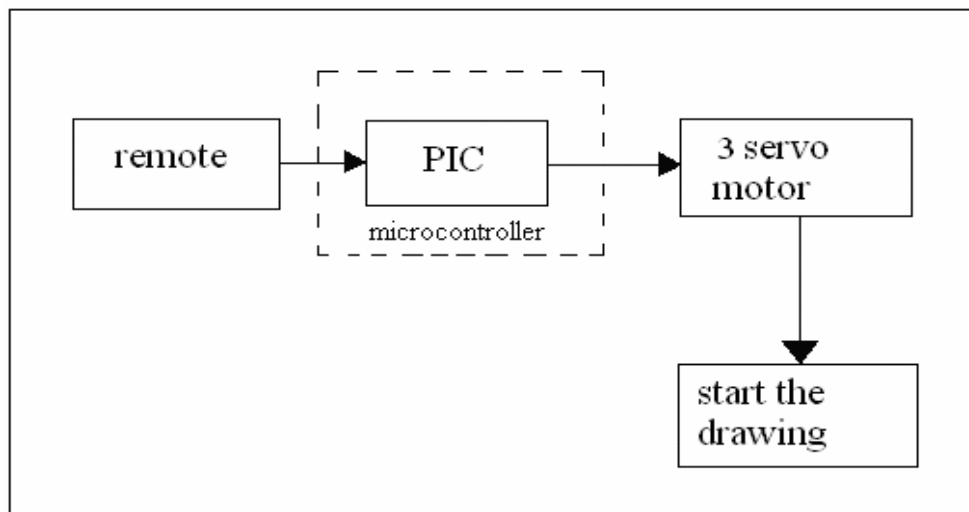 remote
PIC
microcontroller
3 servo
motor
start the
drawing